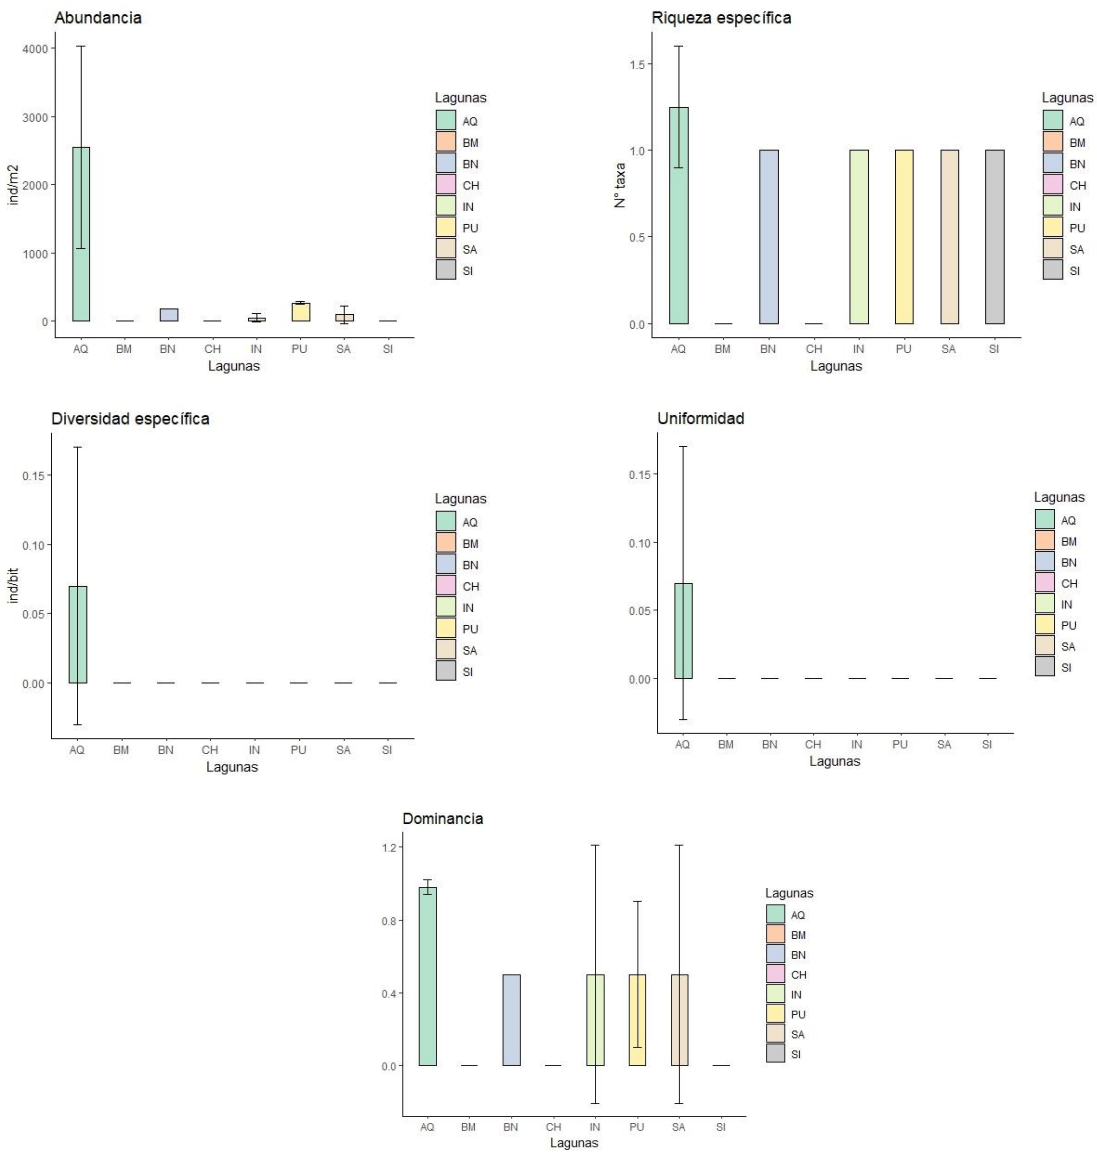 Abundancia
4000
3000
2000
1000
0
ind/m2
AQ BM BN CH IN PU SA SI
Lagunas
Lagunas
AQ
BM
BN
CH
IN
PU
SA
SI
Riqueza específica
1.5
1.0
0.5
0.0
N° taxa
AQ BM BN CH IN PU SA SI
Lagunas
Lagunas
AQ
BM
BN
CH
IN
PU
SA
SI
Diversidad específica
0.15
0.10
0.05
0.00
ind/bit
AQ BM BN CH IN PU SA SI
Lagunas
Lagunas
AQ
BM
BN
CH
IN
PU
SA
SI
Uniformidad
0.15
0.10
0.05
0.00
AQ BM BN CH IN PU SA SI
Lagunas
Lagunas
AQ
BM
BN
CH
IN
PU
SA
SI
Dominancia
1.2
0.8
0.4
0.0
AQ BM BN CH IN PU SA SI
Lagunas
Lagunas
AQ
BM
BN
CH
IN
PU
SA
SI